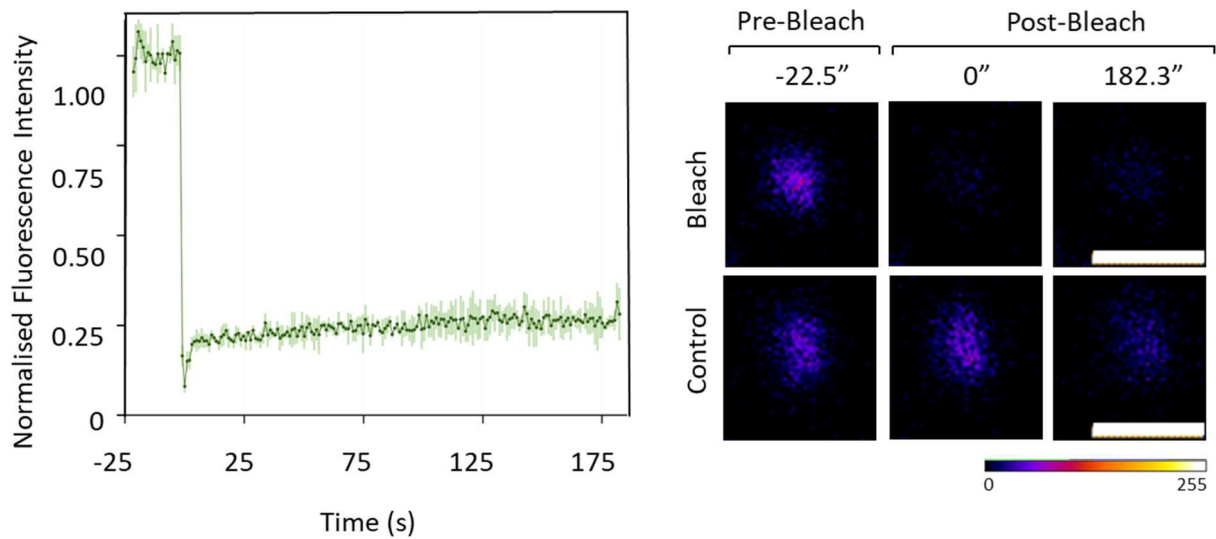 Normalised Fluorescence Intensity
1.00
0.75
0.50
0.25
0
-25 25 75 125 175
Time (s)
Pre-Bleach Post-Bleach
-22.5” 0” 182.3”
Bleach
Control
0 255